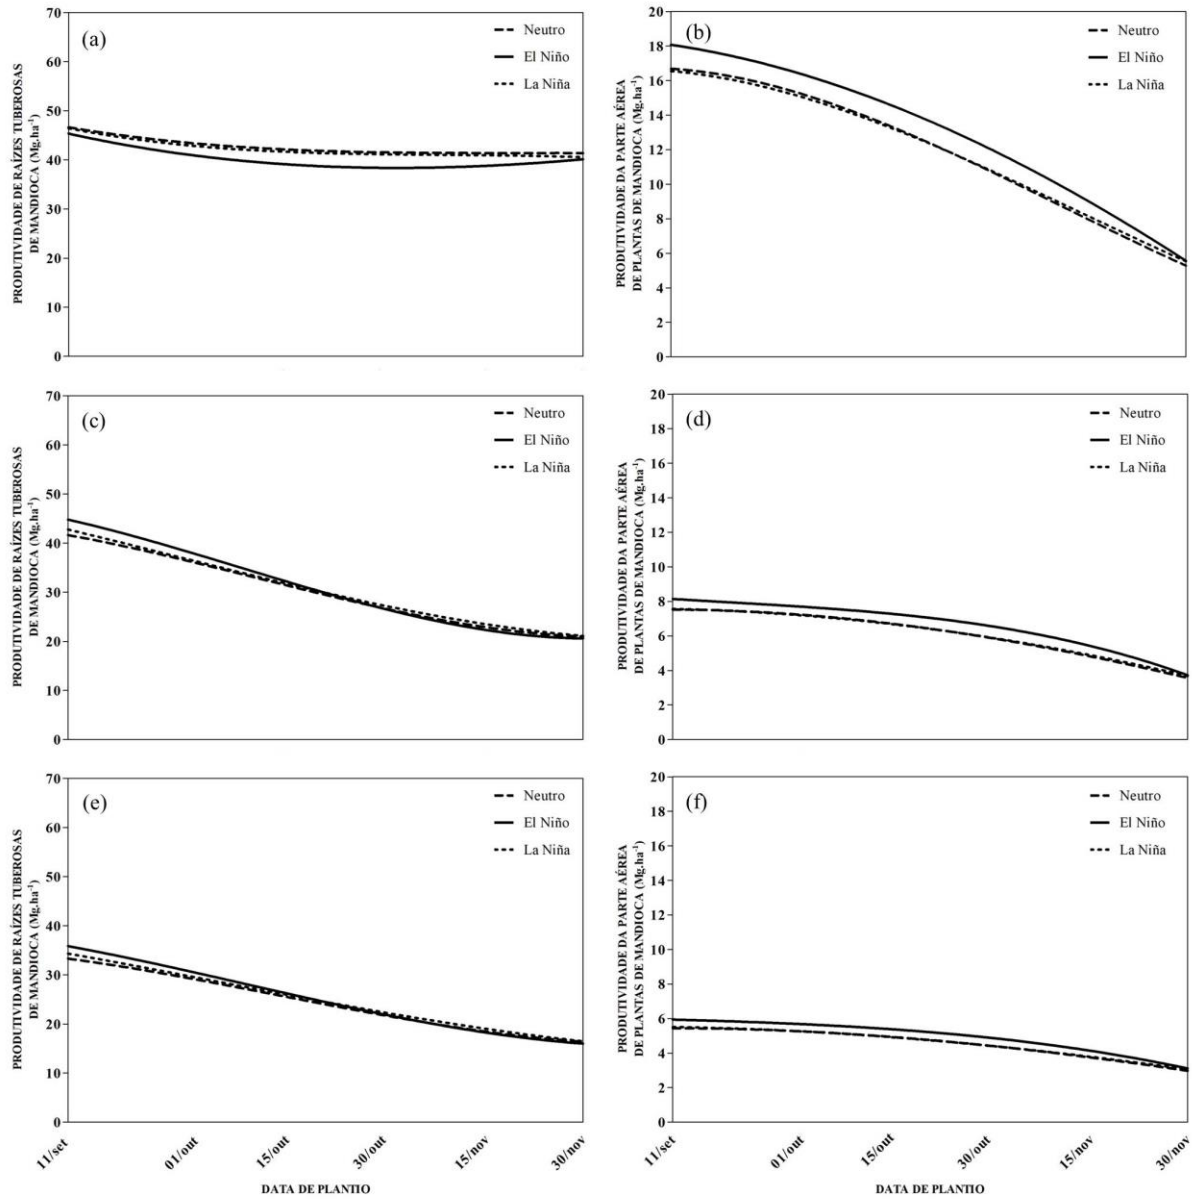 PRODUTIVIDADE DE RAÍZES TUBEROSAS
DE MANDIOCA (Mg.ha-1)
70
60
50
40
30
20
10
0
(a)
Neutro
El Niño
La Niña
PRODUTIVIDADE DA PARTE AÉREA
DE PLANTAS DE MANDIOCA (Mg.ha-1)
20
18
16
14
12
10
8
6
4
2
0
(b)
Neutro
El Niño
La Niña
PRODUTIVIDADE DE RAÍZES TUBEROSAS
DE MANDIOCA (Mg.ha-1)
70
60
50
40
30
20
10
0
(c)
Neutro
El Niño
La Niña
PRODUTIVIDADE DA PARTE AÉREA
DE PLANTAS DE MANDIOCA (Mg.ha-1)
20
18
16
14
12
10
8
6
4
2
0
(d)
Neutro
El Niño
La Niña
PRODUTIVIDADE DE RAÍZES TUBEROSAS
DE MANDIOCA (Mg.ha-1)
70
60
50
40
30
20
10
0
(e)
Neutro
El Niño
La Niña
11/set
01/out
15/out
30/out
15/nov
30/nov
DATA DE PLANTIO
PRODUTIVIDADE DA PARTE AÉREA
DE PLANTAS DE MANDIOCA (Mg.ha-1)
20
18
16
14
12
10
8
6
4
2
0
(f)
Neutro
El Niño
La Niña
11/set
01/out
15/out
30/out
15/nov
30/nov
DATA DE PLANTIO